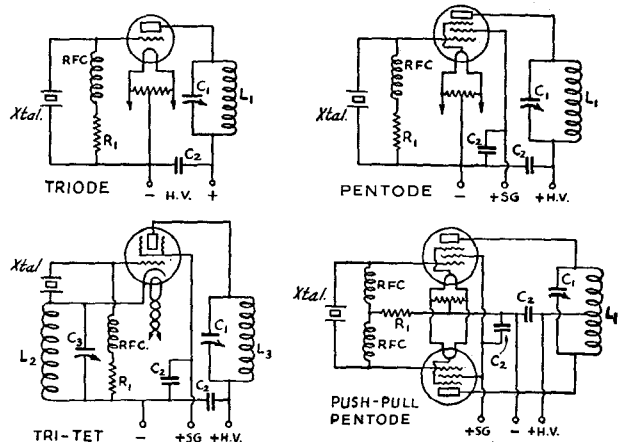 RFC
C1
L1
Xtal.
R1
C2
TRIODE
− H.V. +
RFC
C1
L1
Xtal.
R1
C2
C2
PENTODE
− +SG +H.V.
Xtal
C1
L2
C3
RFC.
L3
R1
C2
C2
TRI-TET
− +SG +H.V.
RFC
C1
Xtal.
C2
R1
L1
RFC
C2
PUSH-PULL
PENTODE
+SG − +H.V.